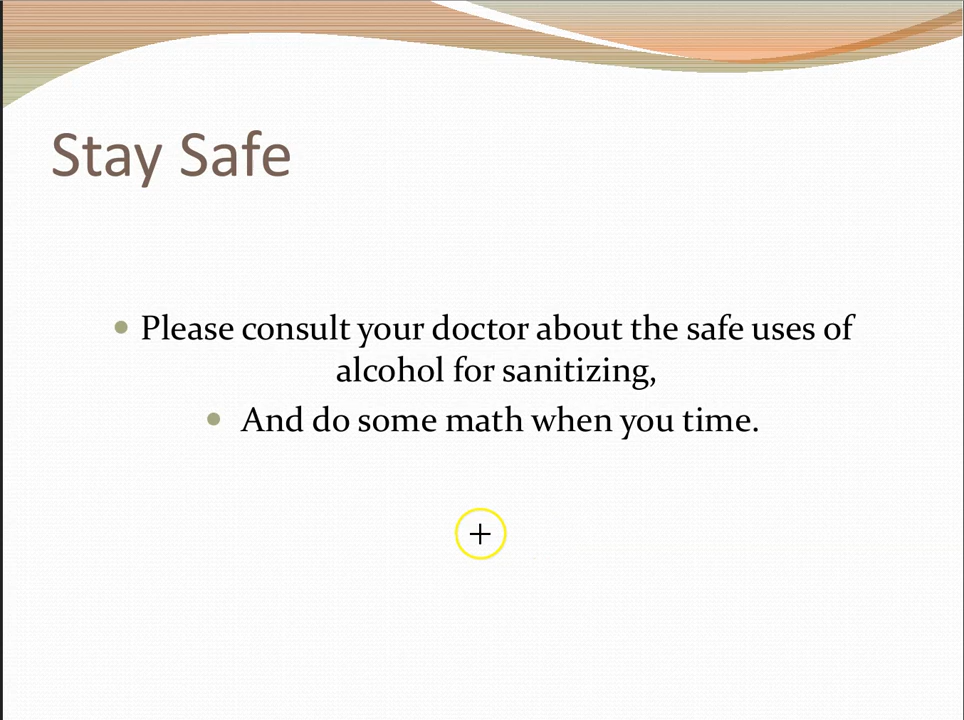 Stay Safe
Please consult your doctor about the safe uses of
alcohol for sanitizing,
And do some math when you time.